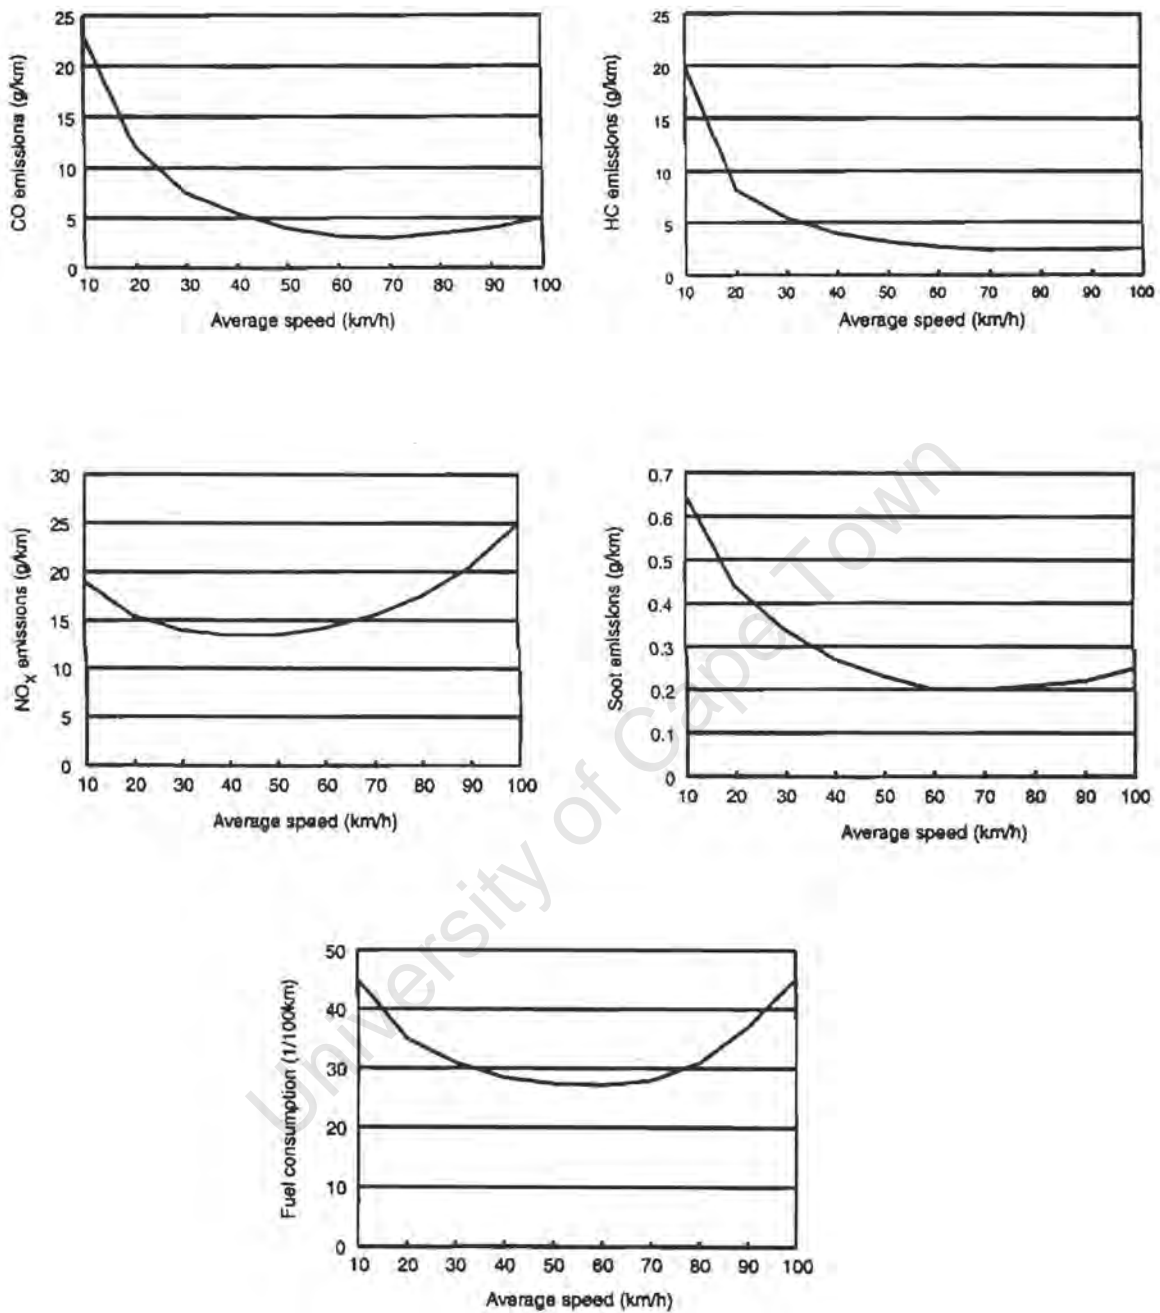 25
20
15
10
5
0
CO emissions (g/km)
10 20 30 40 50 60 70 80 90 100
Average speed (km/h)
25
20
15
10
5
0
HC emissions (g/km)
10 20 30 40 50 60 70 80 90 100
Average speed (km/h)
30
25
20
15
10
5
0
NOX emissions (g/km)
10 20 30 40 50 60 70 80 90 100
Average speed (km/h)
0.7
0.6
0.5
0.4
0.3
0.2
0.1
0
Soot emissions (g/km)
10 20 30 40 50 60 70 80 90 100
Average speed (km/h)
50
40
30
20
10
0
Fuel consumption (1/100km)
10 20 30 40 50 60 70 80 90 100
Average speed (km/h)
University of Cape Town